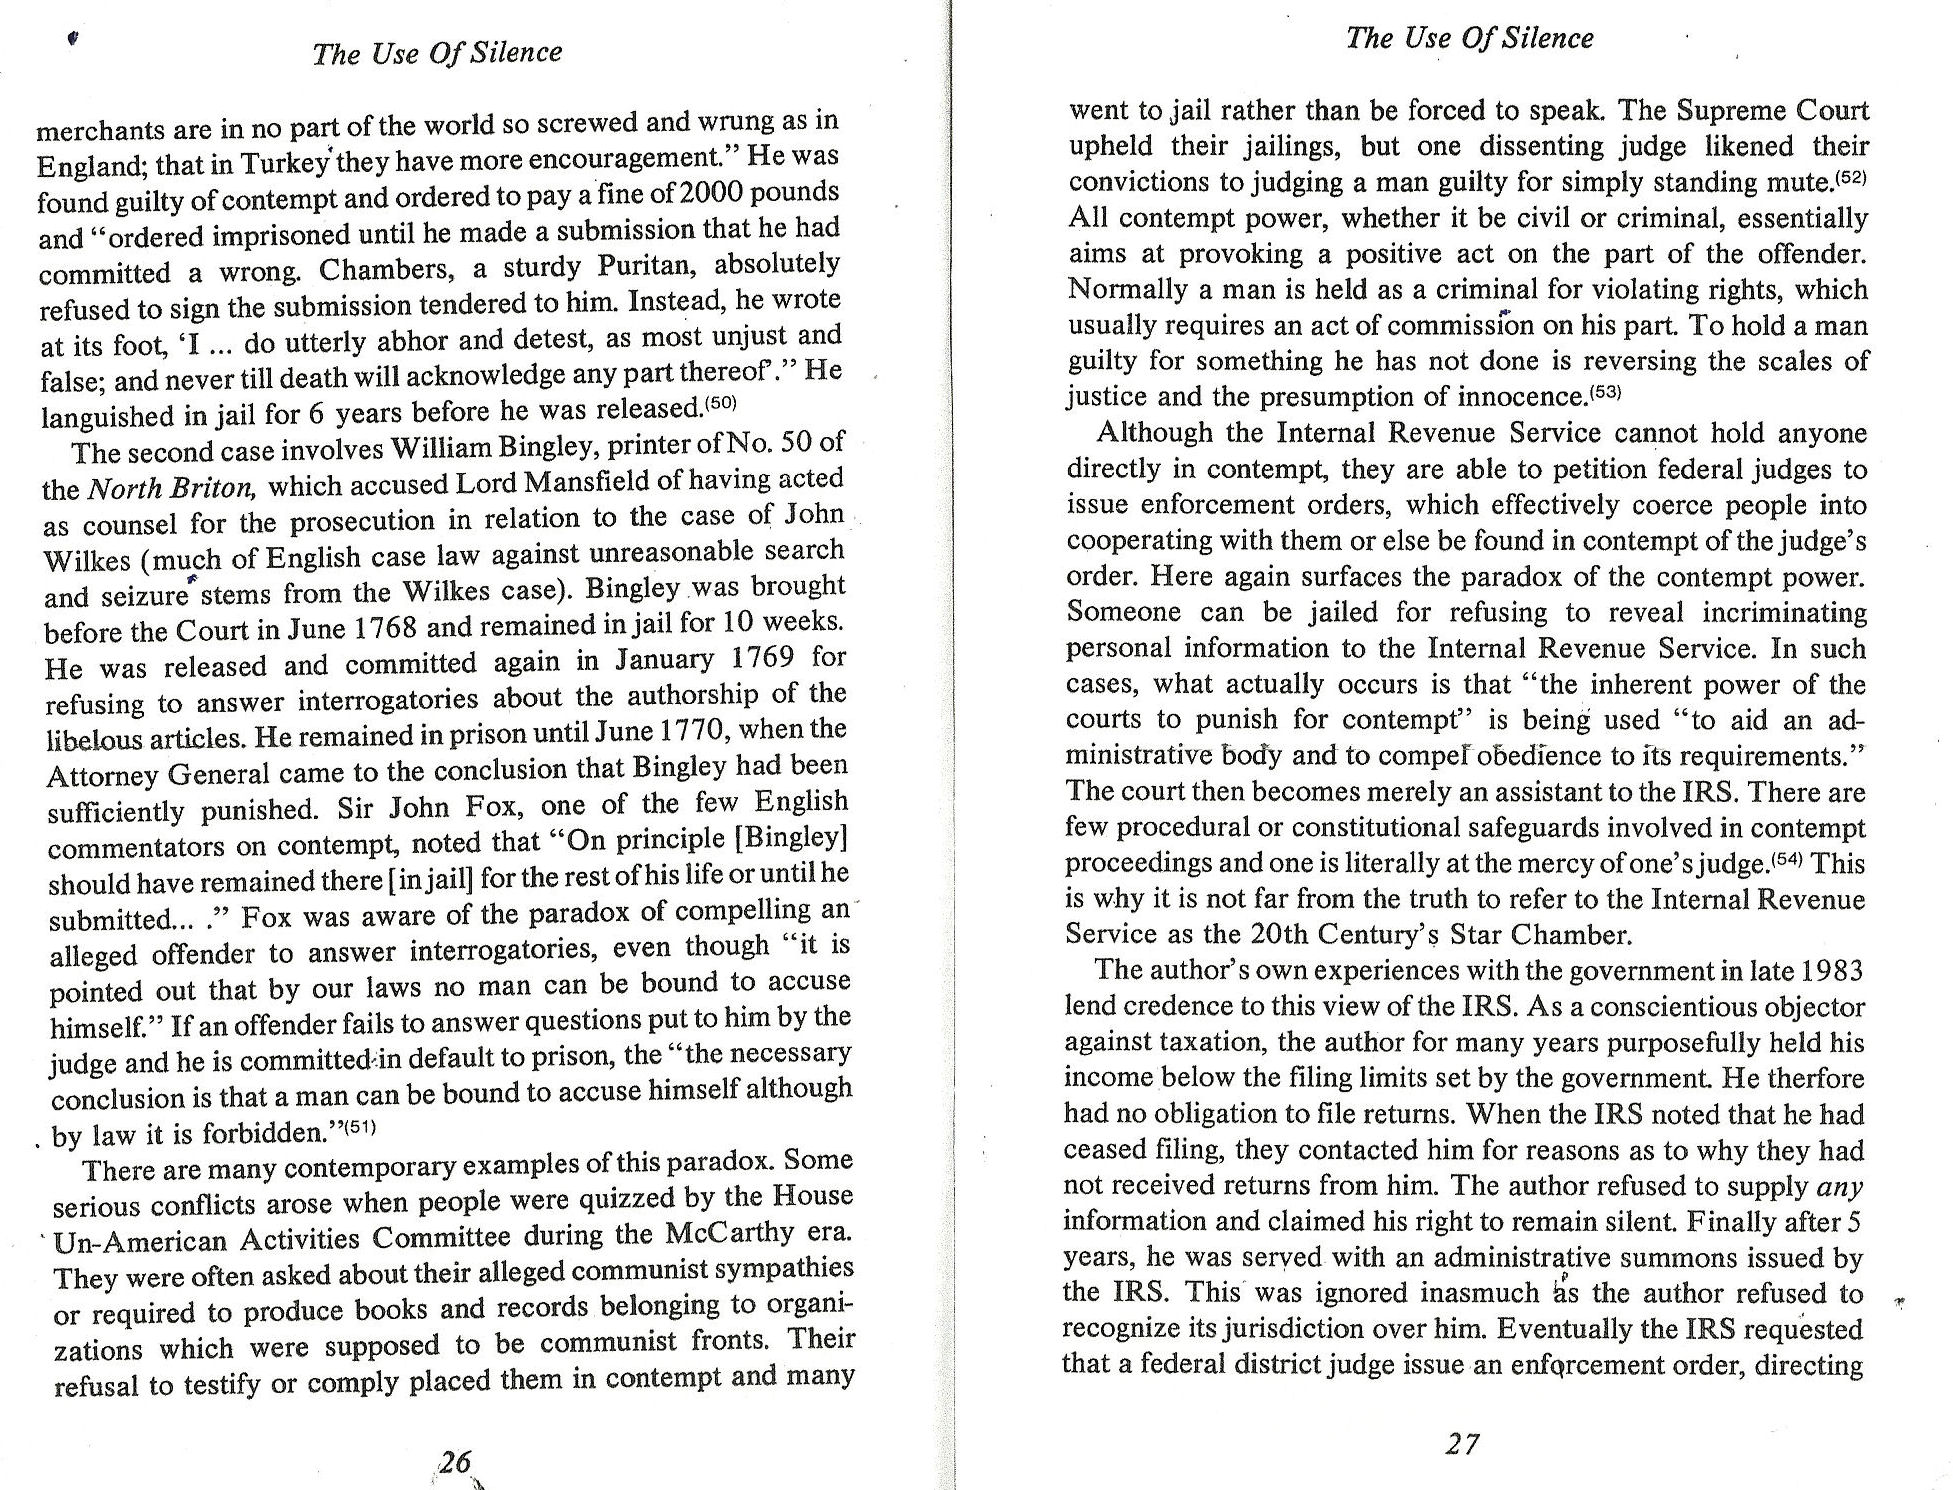 The Use Of Silence
merchants are in no part of the world so screwed and wrung as in
England; that in Turkey they have more encouragement.” He was
found guilty of contempt and ordered to pay a fine of 2000 pounds
and “ordered imprisoned until he made a submission that he had
committed a wrong. Chambers, a sturdy Puritan, absolutely
refused to sign the submission tendered to him. Instead, he wrote
at its foot, ‘I ... do utterly abhor and detest, as most unjust and
false; and never till death will acknowledge any part thereof’.” He
languished in jail for 6 years before he was released.(50)
The second case involves William Bingley, printer of No. 50 of
the North Briton, which accused Lord Mansfield of having acted
as counsel for the prosecution in relation to the case of John
Wilkes (much of English case law against unreasonable search
and seizure stems from the Wilkes case). Bingley was brought
before the Court in June 1768 and remained in jail for 10 weeks.
He was released and committed again in January 1769 for
refusing to answer interrogatories about the authorship of the
libelous articles. He remained in prison until June 1770, when the
Attorney General came to the conclusion that Bingley had been
sufficiently punished. Sir John Fox, one of the few English
commentators on contempt, noted that “On principle [Bingley]
should have remained there [in jail] for the rest of his life or until he
submitted... .” Fox was aware of the paradox of compelling an
alleged offender to answer interrogatories, even though “it is
pointed out that by our laws no man can be bound to accuse
himself.” If an offender fails to answer questions put to him by the
judge and he is committed in default to prison, the “the necessary
conclusion is that a man can be bound to accuse himself although
by law it is forbidden.”(51)
There are many contemporary examples of this paradox. Some
serious conflicts arose when people were quizzed by the House
Un-American Activities Committee during the McCarthy era.
They were often asked about their alleged communist sympathies
or required to produce books and records belonging to organi-
zations which were supposed to be communist fronts. Their
refusal to testify or comply placed them in contempt and many
26
The Use Of Silence
went to jail rather than be forced to speak. The Supreme Court
upheld their jailings, but one dissenting judge likened their
convictions to judging a man guilty for simply standing mute.(52)
All contempt power, whether it be civil or criminal, essentially
aims at provoking a positive act on the part of the offender.
Normally a man is held as a criminal for violating rights, which
usually requires an act of commission on his part. To hold a man
guilty for something he has not done is reversing the scales of
justice and the presumption of innocence.(53)
Although the Internal Revenue Service cannot hold anyone
directly in contempt, they are able to petition federal judges to
issue enforcement orders, which effectively coerce people into
cooperating with them or else be found in contempt of the judge’s
order. Here again surfaces the paradox of the contempt power.
Someone can be jailed for refusing to reveal incriminating
personal information to the Internal Revenue Service. In such
cases, what actually occurs is that “the inherent power of the
courts to punish for contempt” is being used “to aid an ad-
ministrative body and to compel obedience to its requirements.”
The court then becomes merely an assistant to the IRS. There are
few procedural or constitutional safeguards involved in contempt
proceedings and one is literally at the mercy of one’s judge.(54) This
is why it is not far from the truth to refer to the Internal Revenue
Service as the 20th Century’s Star Chamber.
The author’s own experiences with the government in late 1983
lend credence to this view of the IRS. As a conscientious objector
against taxation, the author for many years purposefully held his
income below the filing limits set by the government. He therfore
had no obligation to file returns. When the IRS noted that he had
ceased filing, they contacted him for reasons as to why they had
not received returns from him. The author refused to supply any
information and claimed his right to remain silent. Finally after 5
years, he was served with an administrative summons issued by
the IRS. This was ignored inasmuch as the author refused to
recognize its jurisdiction over him. Eventually the IRS requested
that a federal district judge issue an enforcement order, directing
27